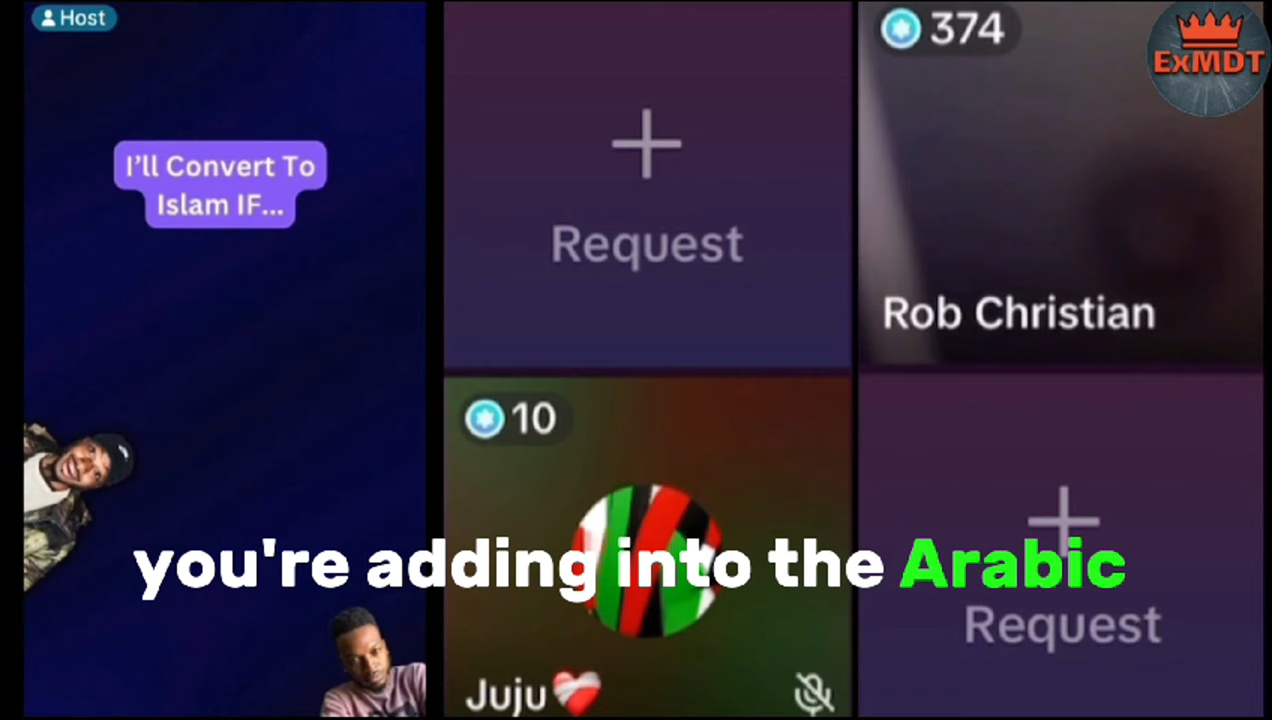 Host
I'll Convert To
Islam IF...
Request
374
ExMDT
Rob Christian
10
you're adding into the Arabic
Request
Juju